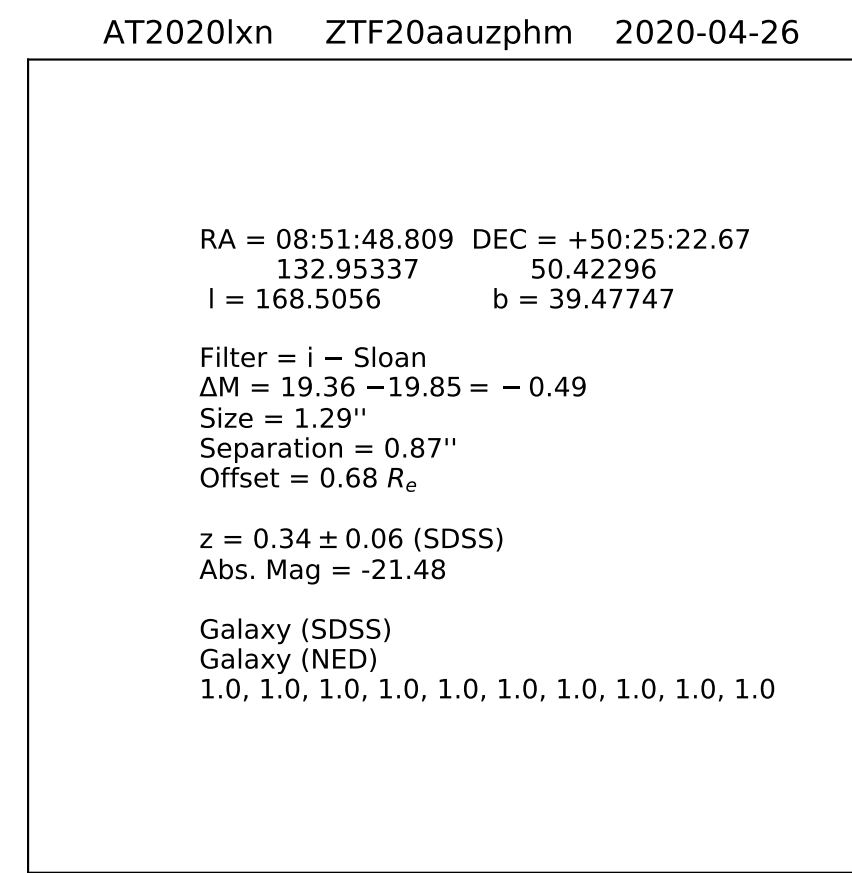 AT2020lxn ZTF20aauzphm 2020-04-26
RA = 08:51:48.809 DEC = +50:25:22.67
132.95337 50.42296
l = 168.5056 b = 39.47747
Filter = i − Sloan
ΔM = 19.36 −19.85 = − 0.49
Size = 1.29''
Separation = 0.87''
Offset = 0.68 Rₑ
z = 0.34 ± 0.06 (SDSS)
Abs. Mag = -21.48
Galaxy (SDSS)
Galaxy (NED)
1.0, 1.0, 1.0, 1.0, 1.0, 1.0, 1.0, 1.0, 1.0, 1.0